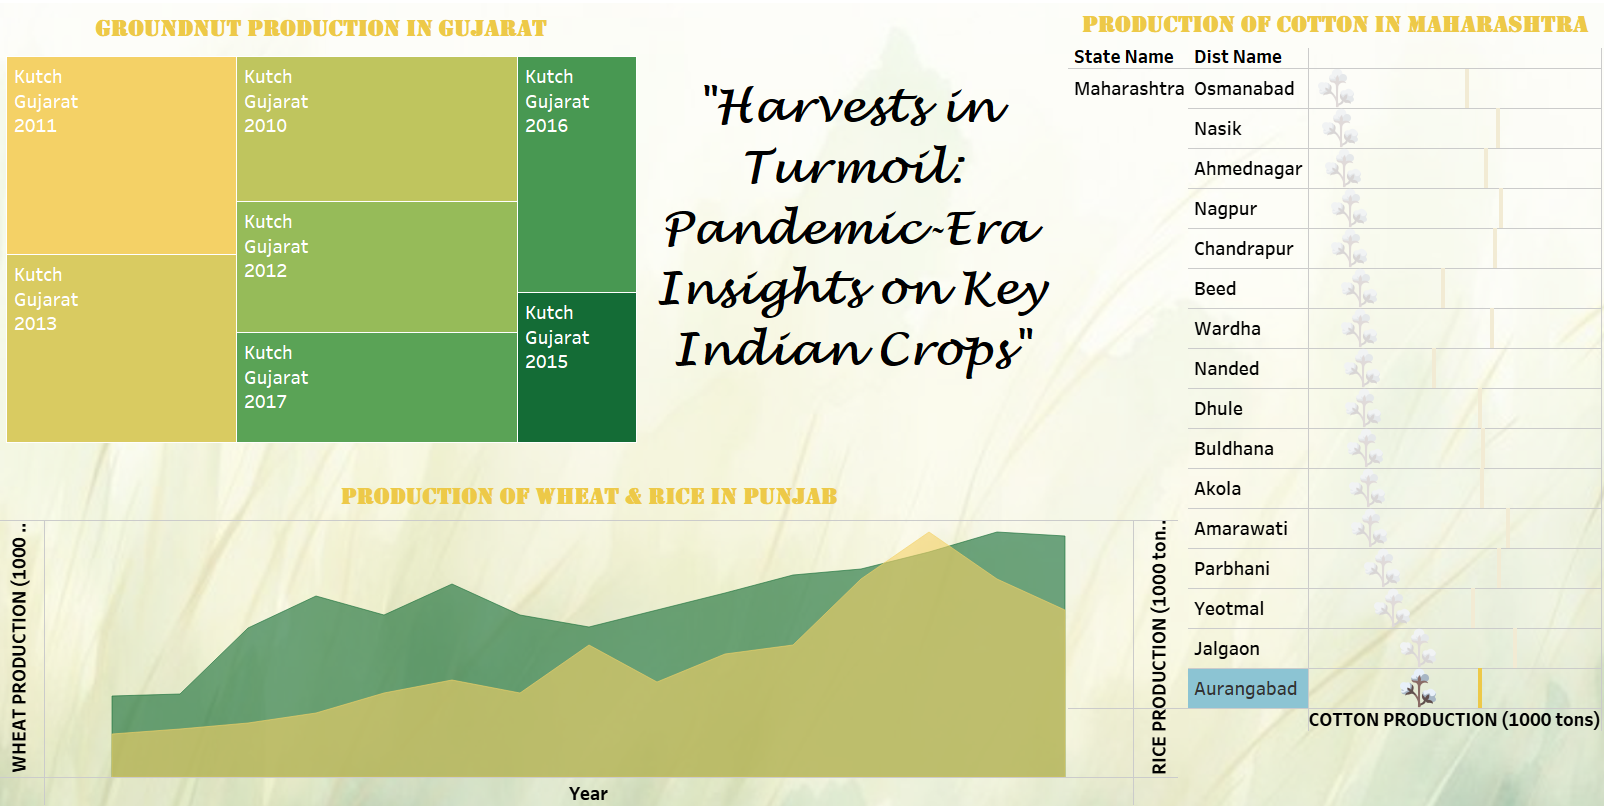 GROUNDNUT PRODUCTION IN GUJARAT
Kutch
Gujarat
2011
Kutch
Gujarat
2013
Kutch
Gujarat
2010
Kutch
Gujarat
2012
Kutch
Gujarat
2017
Kutch
Gujarat
2016
Kutch
Gujarat
2015
"Harvests in
Turmoil:
Pandemic-Era
Insights on Key
Indian Crops"
PRODUCTION OF COTTON IN MAHARASHTRA
State Name Dist Name
Maharashtra Osmanabad
Nasik
Ahmednagar
Nagpur
Chandrapur
Beed
Wardha
Nanded
Dhule
Buldhana
Akola
Amarawati
Parbhani
Yeotmal
Jalgaon
Aurangabad
COTTON PRODUCTION (1000 tons)
PRODUCTION OF WHEAT & RICE IN PUNJAB
WHEAT PRODUCTION (1000 ..
RICE PRODUCTION (1000 ton..
Year